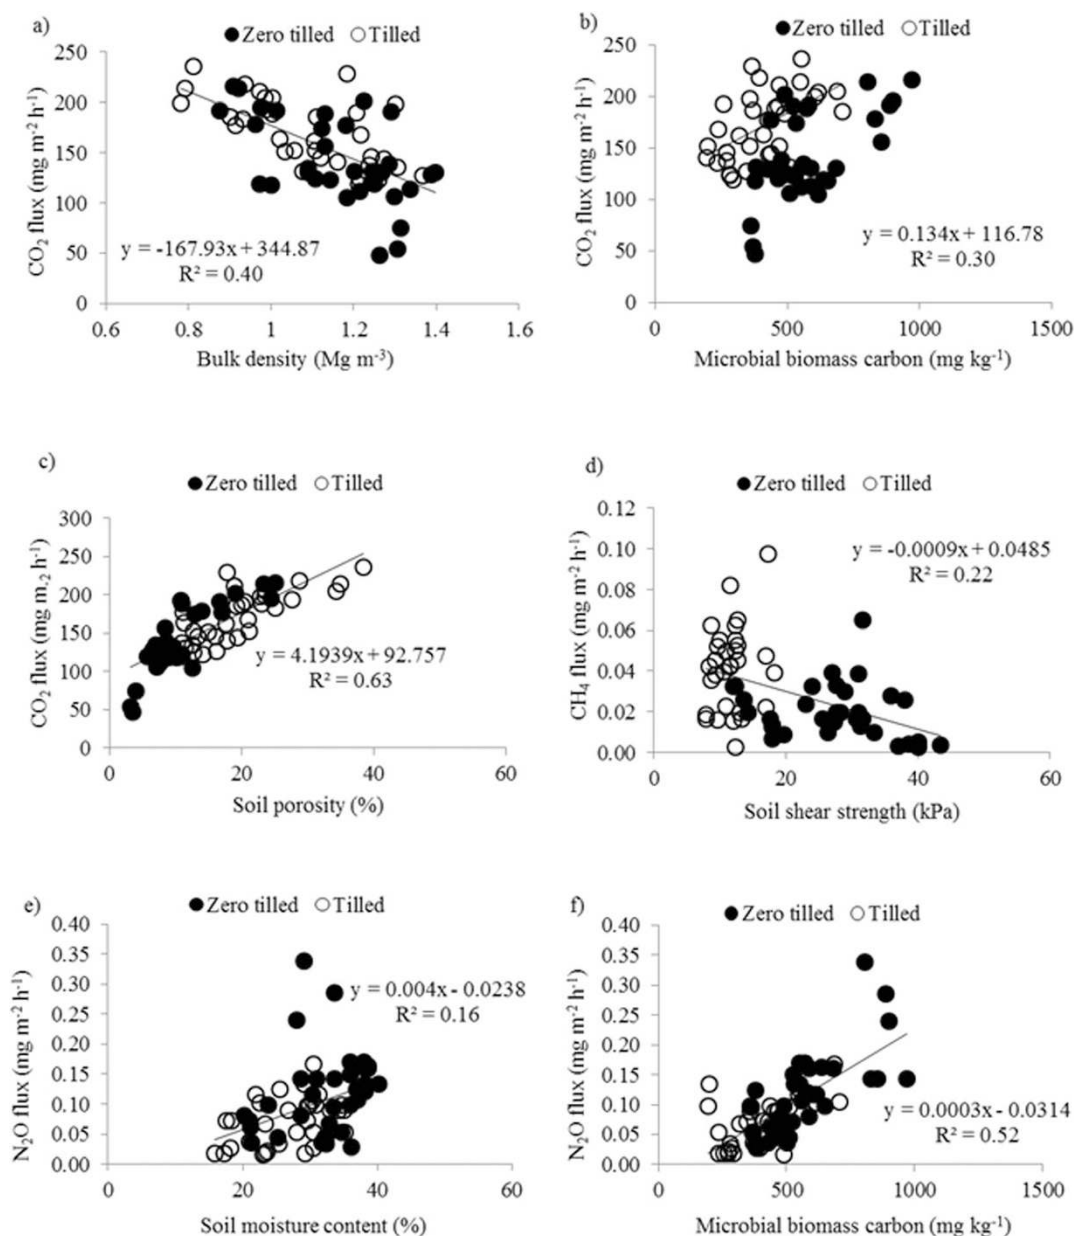 a)
● Zero tilled ○ Tilled
250
200
150
100
50
0
CO₂ flux (mg m⁻² h⁻¹)
y = -167.93x + 344.87
R² = 0.40
0.6 0.8 1 1.2 1.4 1.6
Bulk density (Mg m⁻³)
b)
● Zero tilled ○ Tilled
250
200
150
100
50
0
CO₂ flux (mg m⁻² h⁻¹)
y = 0.134x + 116.78
R² = 0.30
0 500 1000 1500
Microbial biomass carbon (mg kg⁻¹)
c)
● Zero tilled ○ Tilled
300
250
200
150
100
50
0
CO₂ flux (mg m-₂ h⁻¹)
y = 4.1939x + 92.757
R² = 0.63
0 20 40 60
Soil porosity (%)
d)
● Zero tilled ○ Tilled
0.12
0.10
0.08
0.06
0.04
0.02
0.00
CH₄ flux (mg m⁻² h⁻¹)
y = -0.0009x + 0.0485
R² = 0.22
0 20 40 60
Soil shear strength (kPa)
e)
● Zero tilled ○ Tilled
0.40
0.35
0.30
0.25
0.20
0.15
0.10
0.05
0.00
N₂O flux (mg m⁻² h⁻¹)
y = 0.004x - 0.0238
R² = 0.16
0 20 40 60
Soil moisture content (%)
f)
● Zero tilled ○ Tilled
0.40
0.35
0.30
0.25
0.20
0.15
0.10
0.05
0.00
N₂O flux (mg m⁻² h⁻¹)
y = 0.0003x - 0.0314
R² = 0.52
0 500 1000 1500
Microbial biomass carbon (mg kg⁻¹)